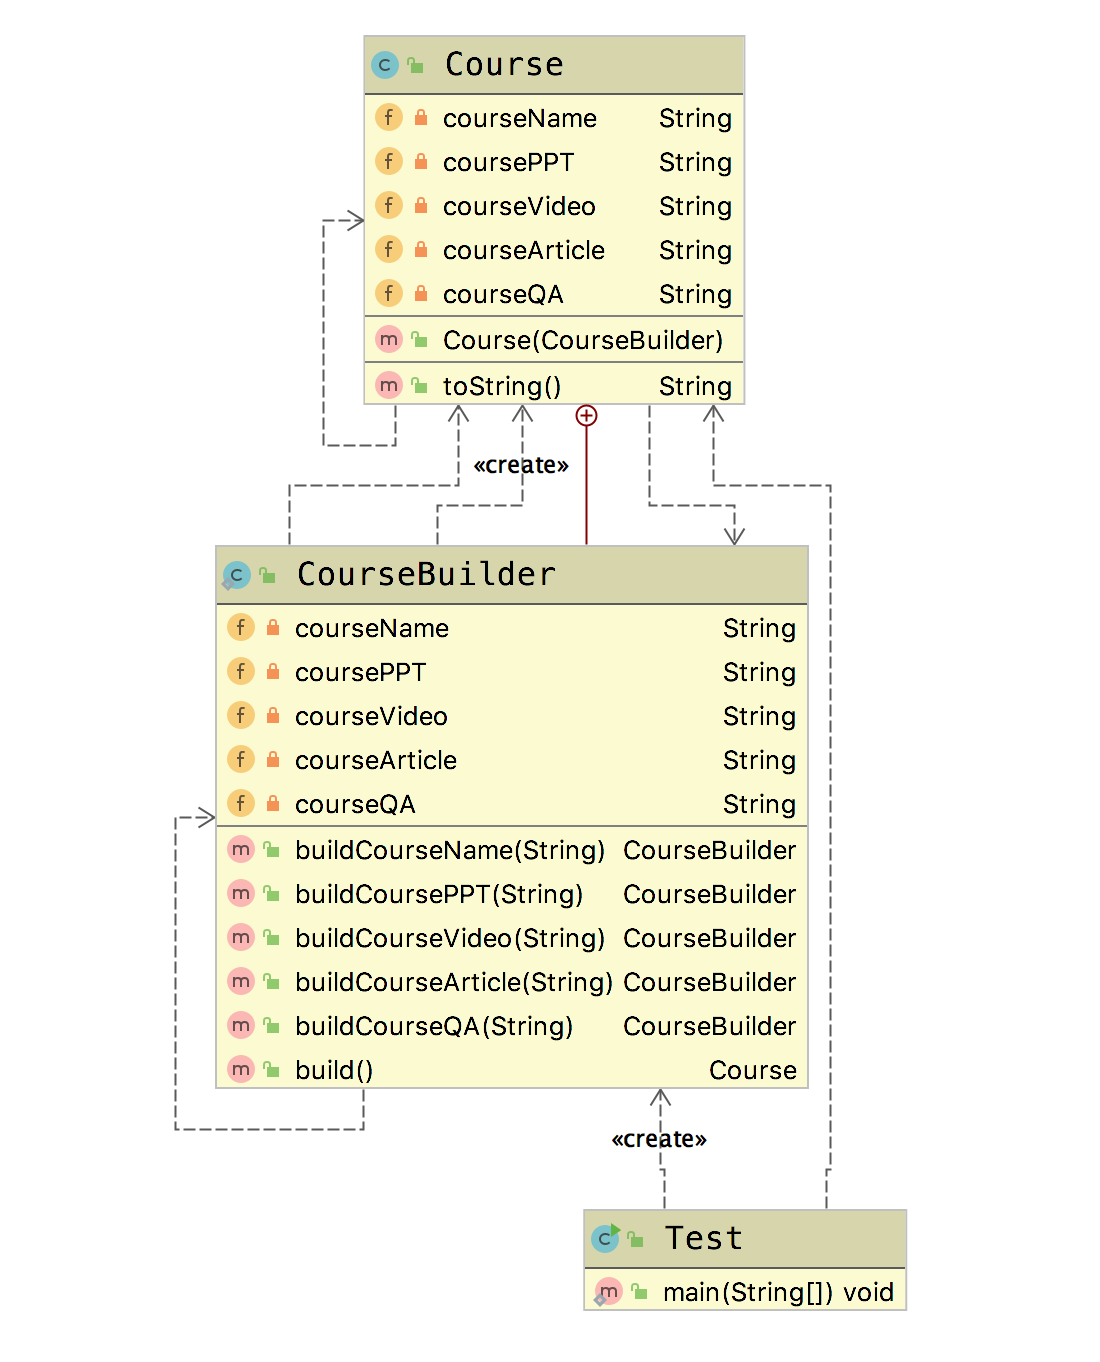 Course
courseName String
coursePPT String
courseVideo String
courseArticle String
courseQA String
Course(CourseBuilder)
toString() String
«create»
CourseBuilder
courseName String
coursePPT String
courseVideo String
courseArticle String
courseQA String
buildCourseName(String) CourseBuilder
buildCoursePPT(String) CourseBuilder
buildCourseVideo(String) CourseBuilder
buildCourseArticle(String) CourseBuilder
buildCourseQA(String) CourseBuilder
build() Course
«create»
Test
main(String[]) void